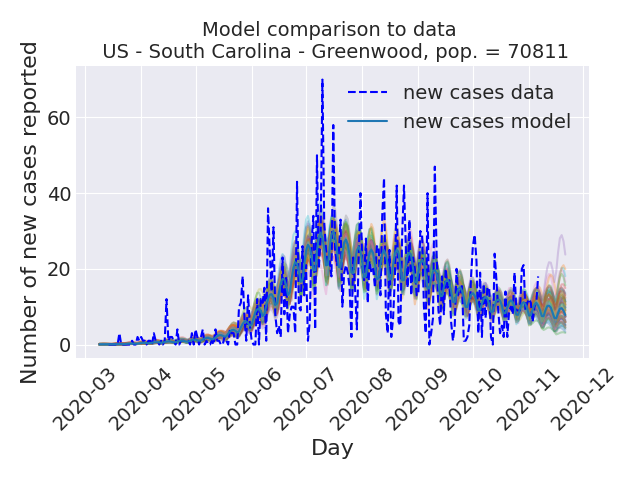 Model comparison to data
US - South Carolina - Greenwood, pop. = 70811
Number of new cases reported
60
40
20
0
new cases data
new cases model
2020-03
2020-04
2020-05
2020-06
2020-07
2020-08
2020-09
2020-10
2020-11
2020-12
Day